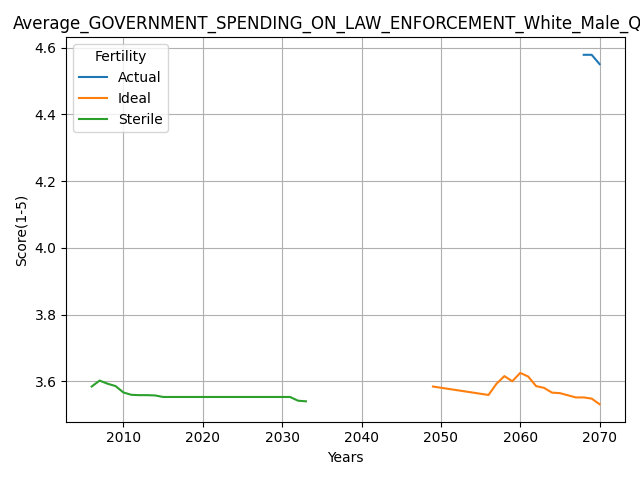 Average_GOVERNMENT_SPENDING_ON_LAW_ENFORCEMENT_White_Male_Q
Fertility
Actual
Ideal
Sterile
Score(1-5)
4.6
4.4
4.2
4.0
3.8
3.6
2010 2020 2030 2040 2050 2060 2070
Years